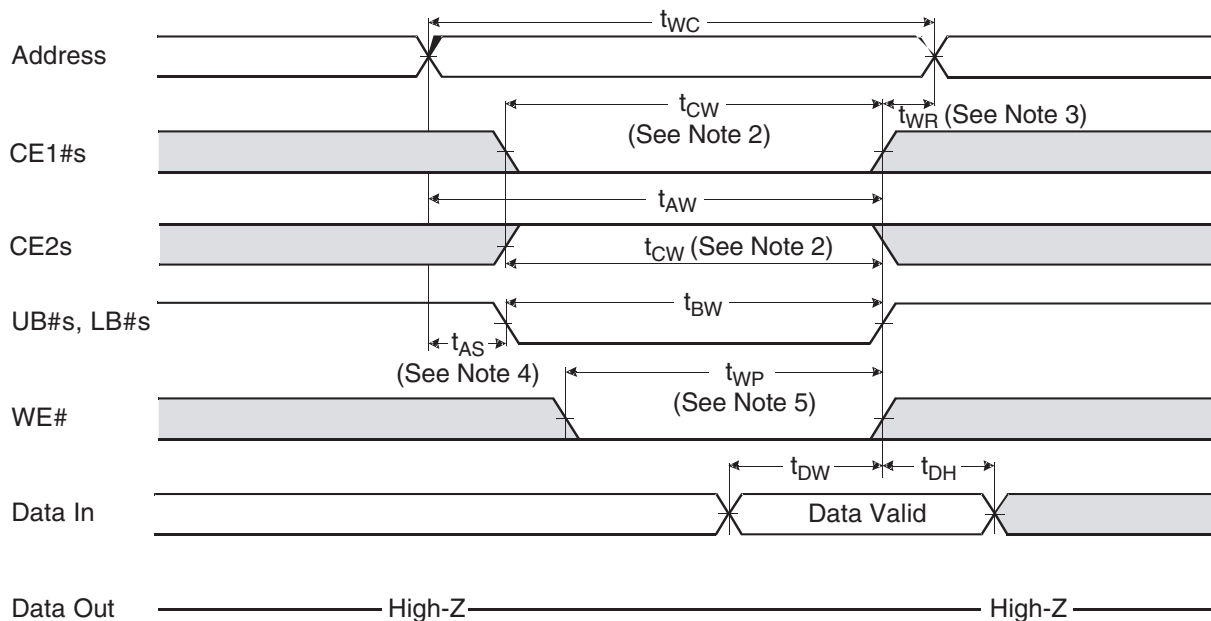 tWC
Address
tCW
(See Note 2)
tWR (See Note 3)
CE1#s
tAW
CE2s
tCW (See Note 2)
tBW
UB#s, LB#s
tAS
(See Note 4)
tWP
(See Note 5)
WE#
tDW
tDH
Data In
Data Valid
Data Out
High-Z
High-Z